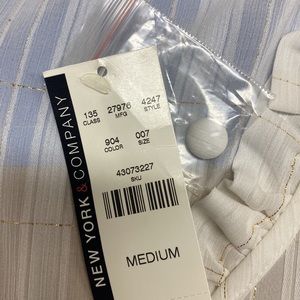 NEW YORK & COMPANY
135 27976 4247
CLASS MFG STYLE
904 007
COLOR SIZE
43073227
SKU
MEDIUM